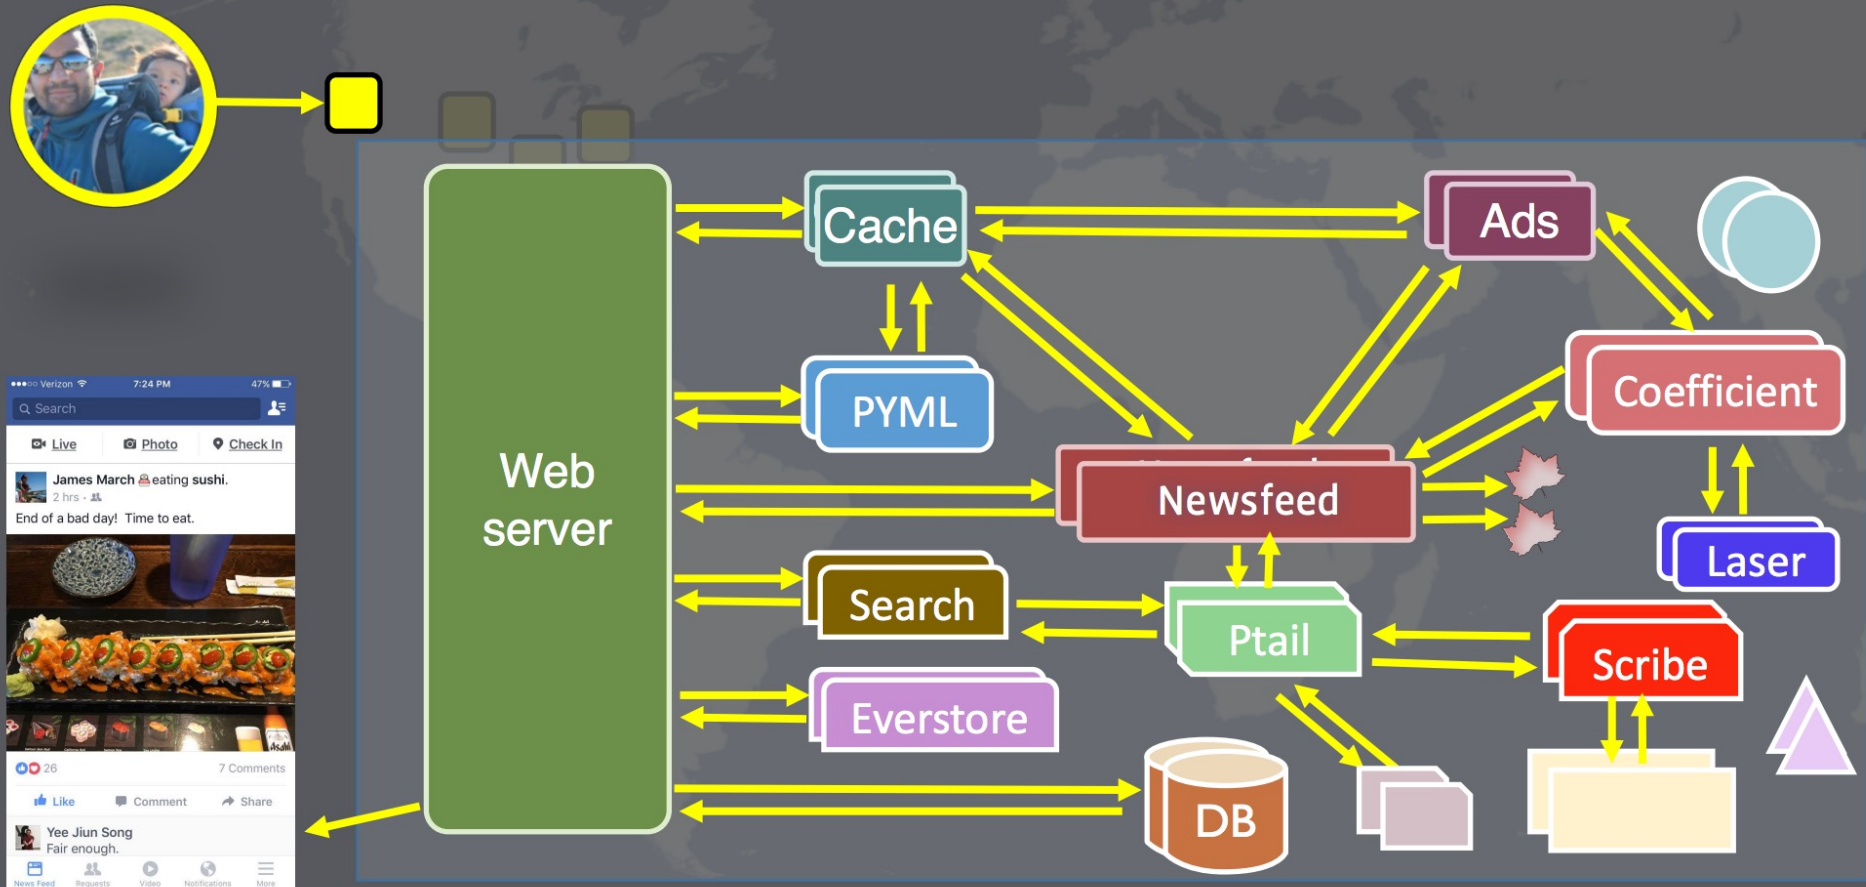 Cache
Ads
PYML
Coefficient
Web
server
Newsfeed
Search
Laser
Ptail
Scribe
Everstore
DB
Verizon
7:24 PM
47%
Search
Live
Photo
Check In
James March eating sushi.
2 hrs
End of a bad day! Time to eat.
Asahi
26
7 Comments
Like
Comment
Share
Yee Jiun Song
Fair enough.
News Feed
Requests
Video
Notifications
More